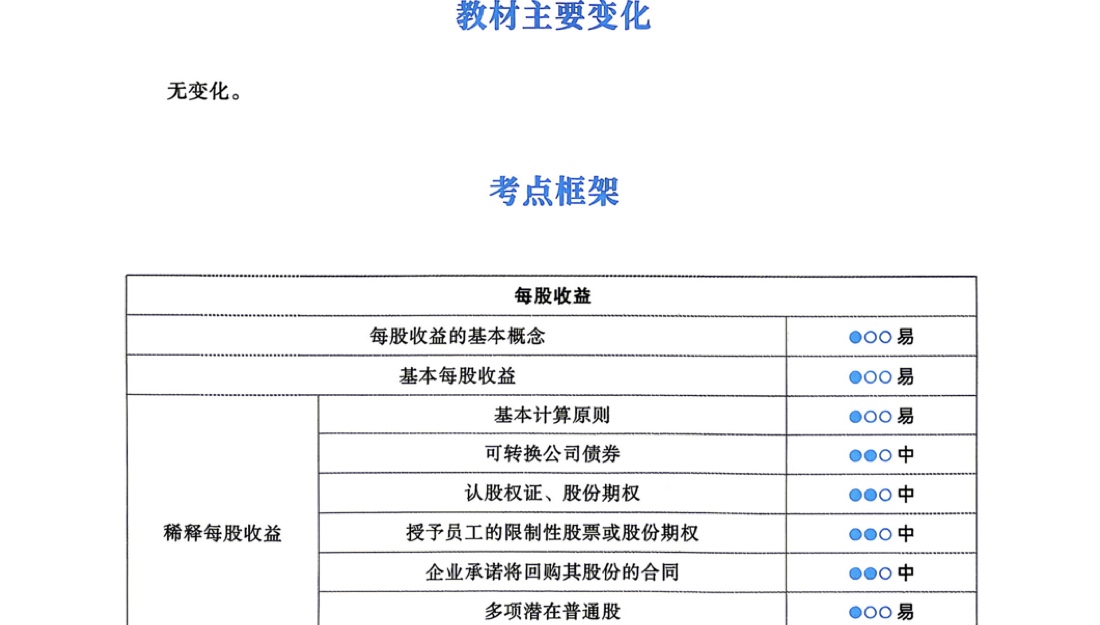 教材主要变化
无变化。
考点框架
每股收益
每股收益的基本概念 ●○○ 易
基本每股收益 ●○○ 易
基本计算原则 ●○○ 易
可转换公司债券 ●●○ 中
认股权证、股份期权 ●●○ 中
稀释每股收益 授予员工的限制性股票或股份期权 ●●○ 中
企业承诺将回购其股份的合同 ●●○ 中
多项潜在普通股 ●○○ 易